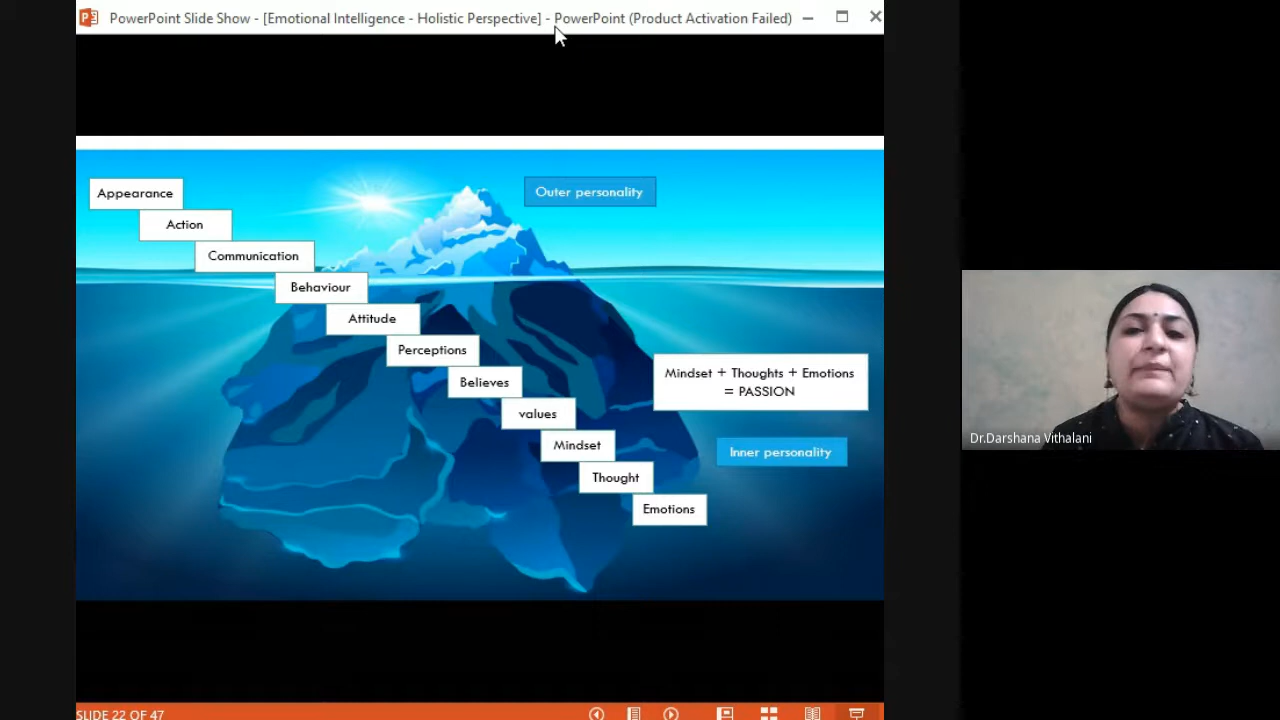 PowerPoint Slide Show - [Emotional Intelligence - Holistic Perspective] - PowerPoint (Product Activation Failed)
Appearance
Outer personality
Action
Communication
Behaviour
Attitude
Perceptions
Believes
values
Mindset
Thought
Emotions
Mindset + Thoughts + Emotions
= PASSION
Inner personality
Dr.Darshana Vithalani
SLIDE 22 OF 47